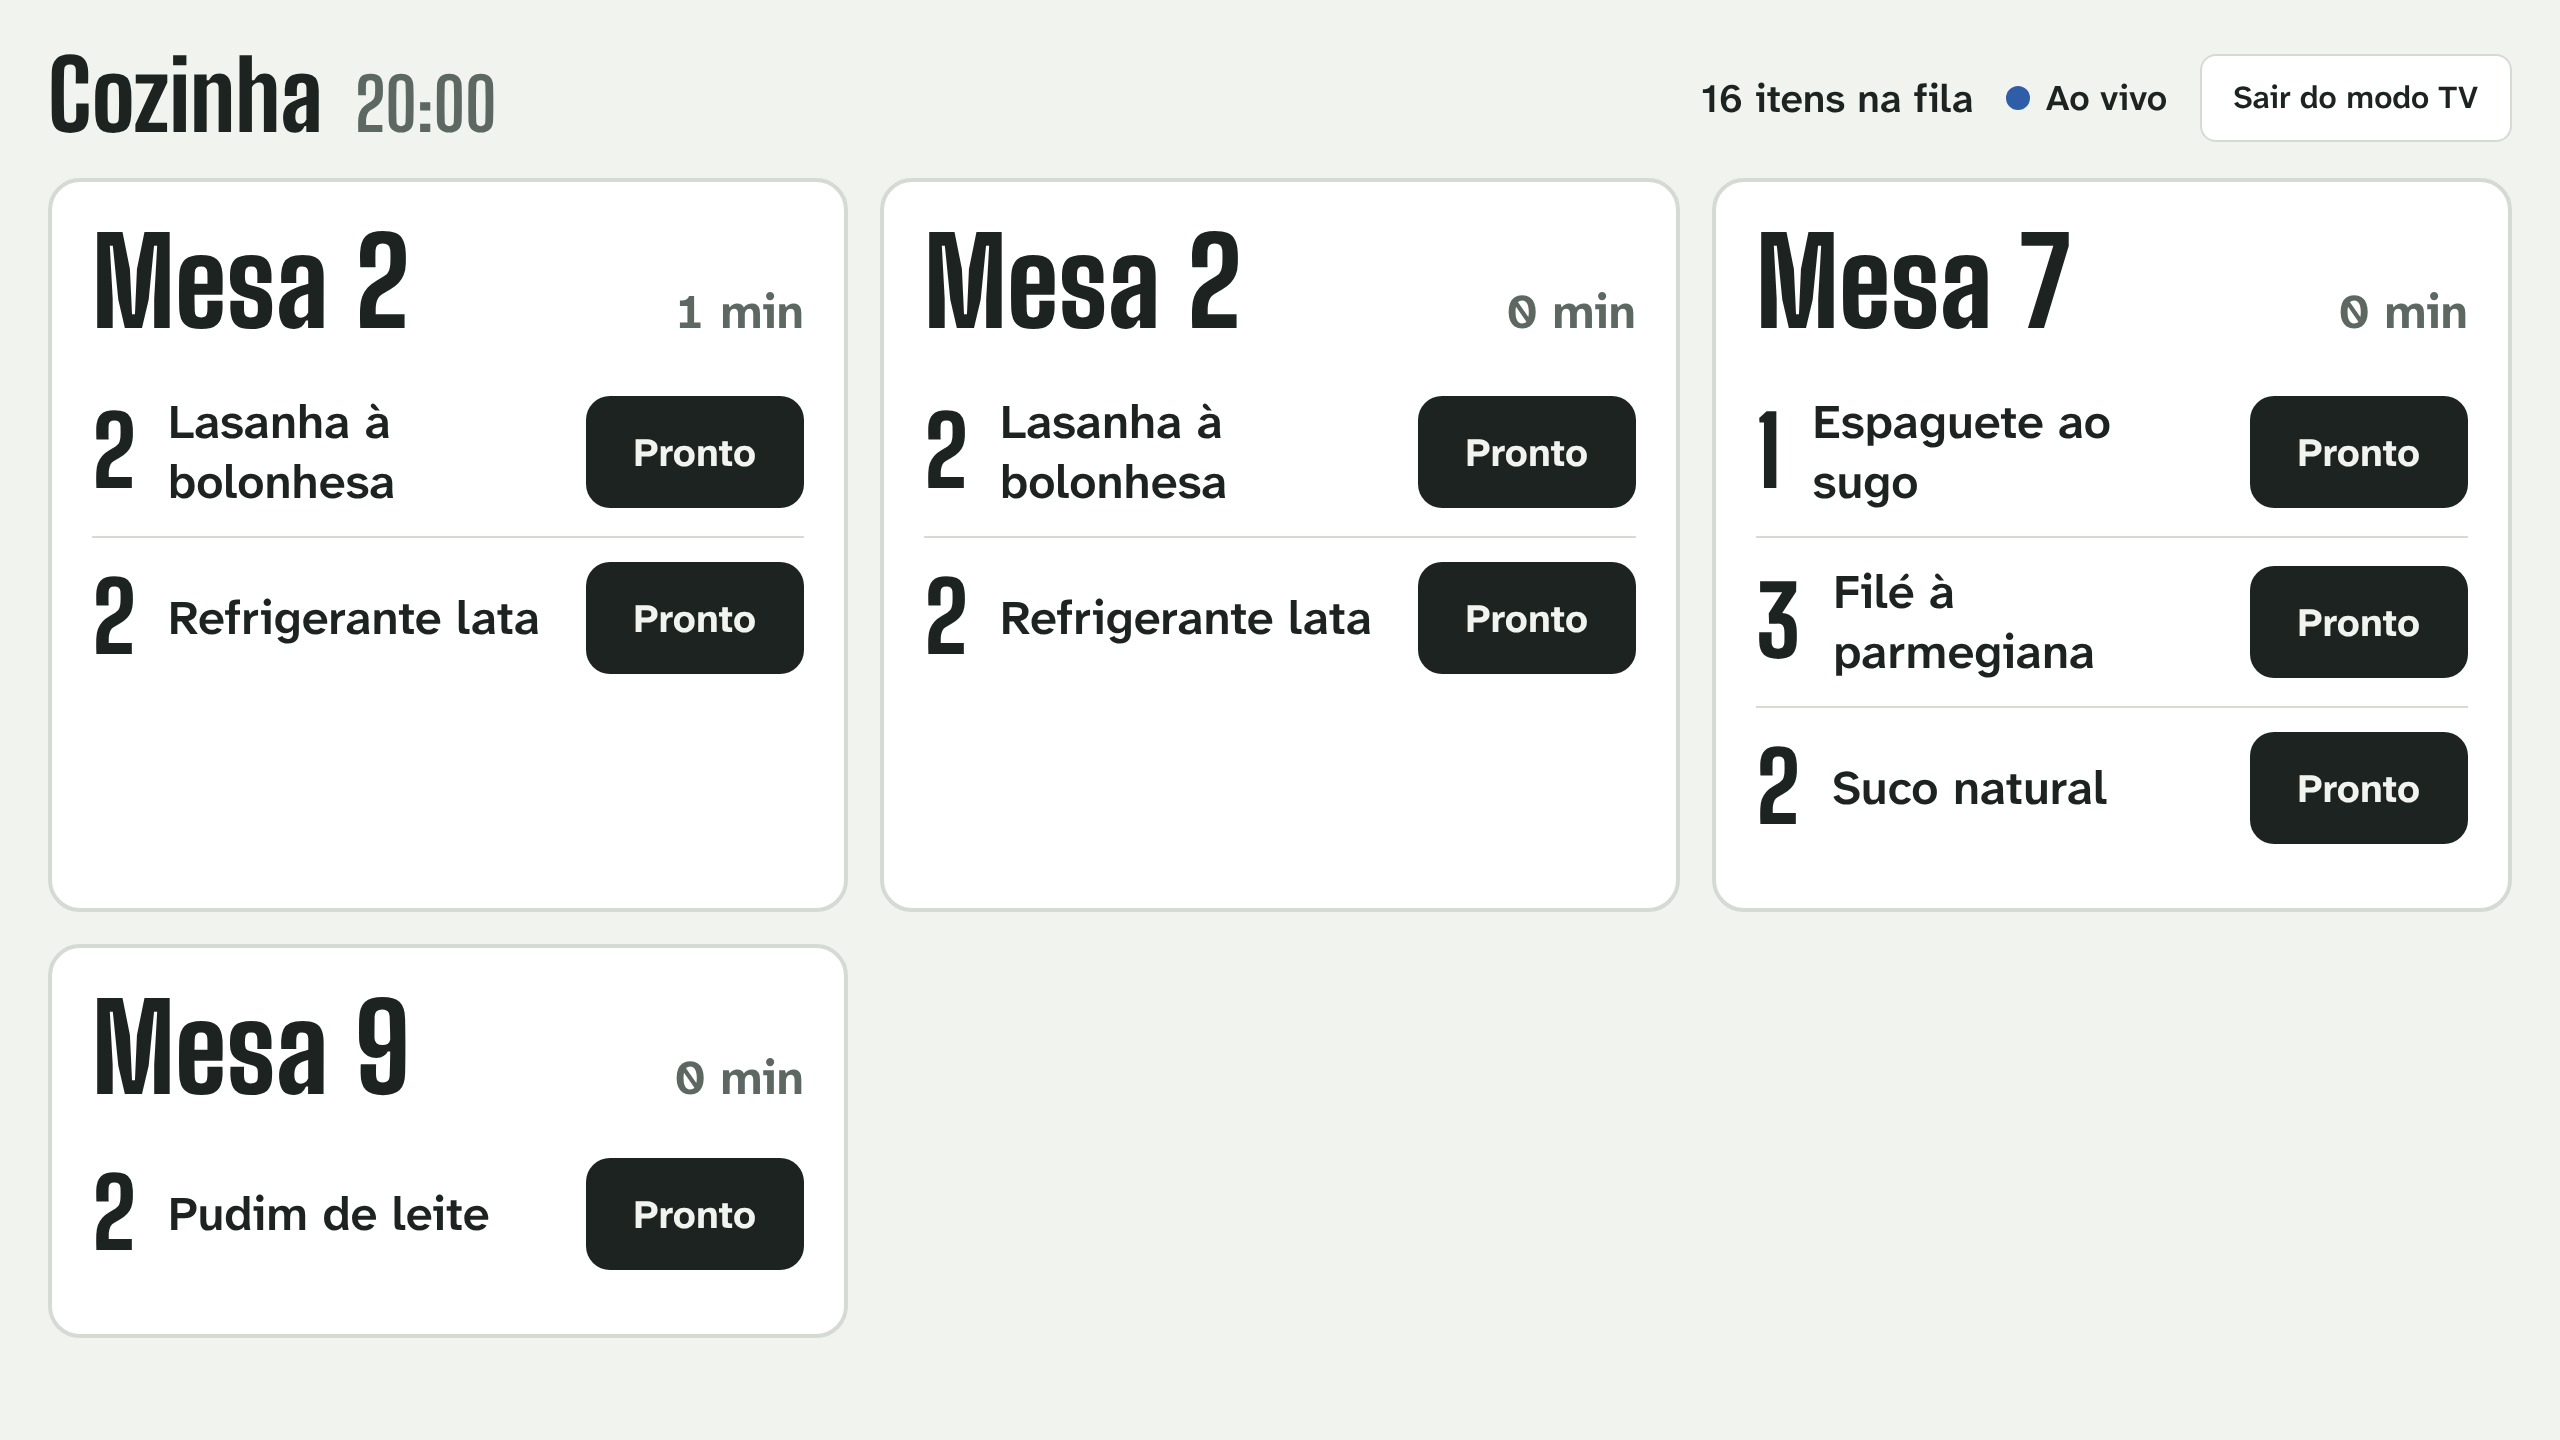 Cozinha 20:00
16 itens na fila Ao vivo Sair do modo TV
Mesa 2
1 min
2 Lasanha à
bolonhesa
Pronto
2 Refrigerante lata
Pronto
Mesa 2
0 min
2 Lasanha à
bolonhesa
Pronto
2 Refrigerante lata
Pronto
Mesa 7
0 min
1 Espaguete ao
sugo
Pronto
3 Filé à
parmegiana
Pronto
2 Suco natural
Pronto
Mesa 9
0 min
2 Pudim de leite
Pronto